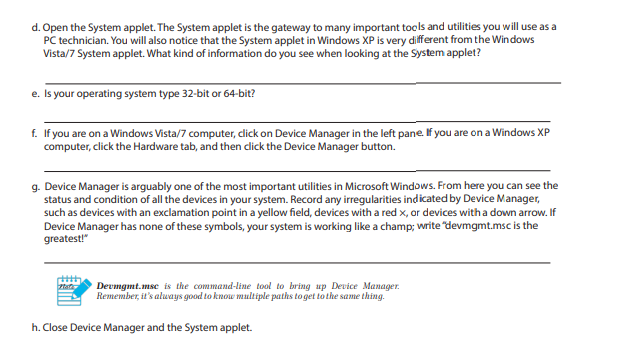 d. Open the System applet. The System applet is the gateway to many important tools and utilities you will use as a
PC technician. You will also notice that the System applet in Windows XP is very different from the Windows
Vista/7 System applet. What kind of information do you see when looking at the System applet?
e. Is your operating system type 32-bit or 64-bit?
f. If you are on a Windows Vista/7 computer, click on Device Manager in the left pane. If you are on a Windows XP
computer, click the Hardware tab, and then click the Device Manager button.
g. Device Manager is arguably one of the most important utilities in Microsoft Windows. From here you can see the
status and condition of all the devices in your system. Record any irregularities indicated by Device Manager,
such as devices with an exclamation point in a yellow field, devices with a red x, or devices with a down arrow. If
Device Manager has none of these symbols, your system is working like a champ; write "devmgmt.msc is the
greatest!"
Note
Devmgmt.msc is the command-line tool to bring up Device Manager.
Remember, it's always good to know multiple paths to get to the same thing.
h. Close Device Manager and the System applet.